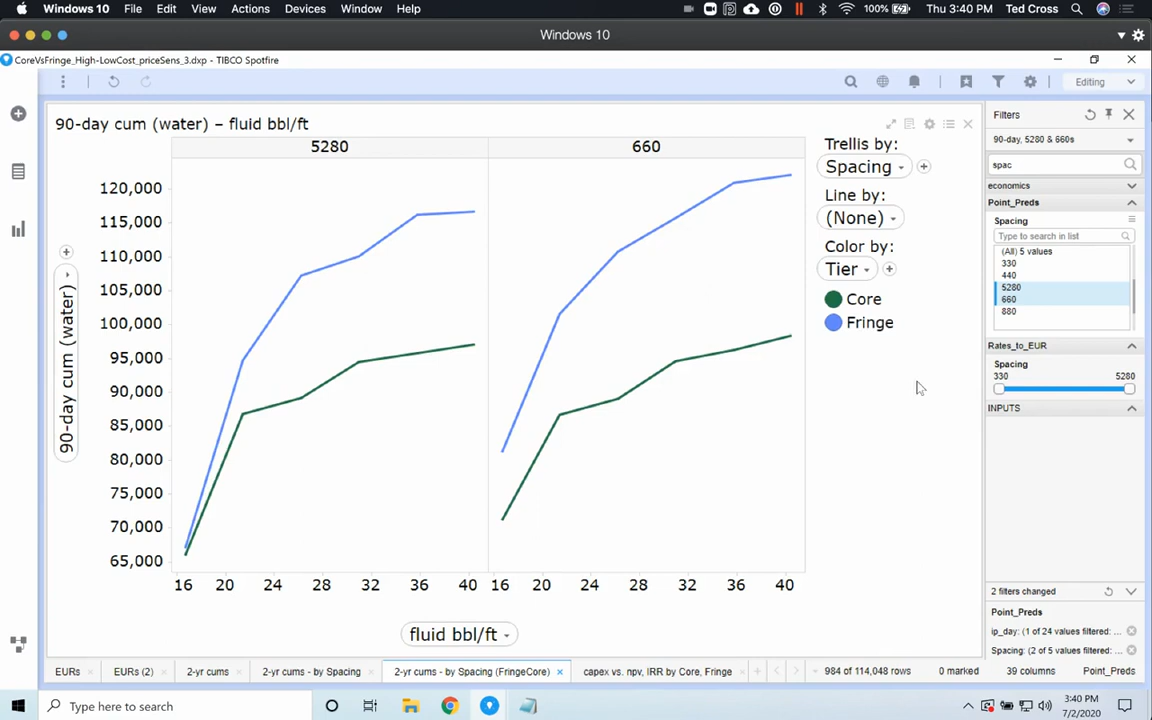 Windows 10 File Edit View Actions Devices Window Help 100% Thu 3:40 PM Ted Cross
Windows 10
CoreVsFringe_High-LowCost_priceSens_3.dxp - TIBCO Spotfire
Editing
90-day cum (water) – fluid bbl/ft
5280 660
120,000
115,000
110,000
105,000
100,000
95,000
90,000
85,000
80,000
75,000
70,000
65,000
90-day cum (water)
16 20 24 28 32 36 40 16 20 24 28 32 36 40
fluid bbl/ft
Trellis by:
Spacing
Line by:
(None)
Color by:
Tier
Core
Fringe
Filters
90-day, 5280 & 660s
spac
economics
Point_Preds
Spacing
Type to search in list
(All) 5 values
330
440
5280
660
880
Rates_to_EUR
Spacing
330 5280
INPUTS
2 filters changed
Point_Preds
ip_day: (1 of 24 values filtered: ...
Spacing: (2 of 5 values filtered: ...
EURs EURs (2) 2-yr cums 2-yr cums - by Spacing 2-yr cums - by Spacing (FringeCore) capex vs. npv, IRR by Core, Fringe 984 of 114,048 rows 0 marked 39 columns Point_Preds
Type here to search
3:40 PM
7/2/2020